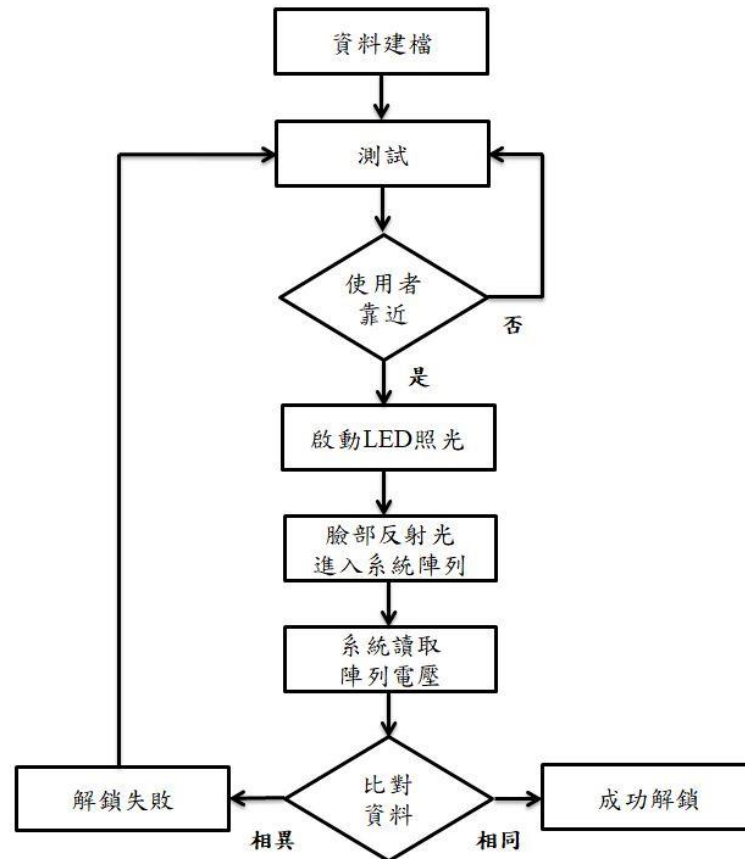 資料建檔
測試
使用者
靠近
否
是
啟動LED照光
臉部反射光
進入系統陣列
系統讀取
陣列電壓
比對
資料
解鎖失敗
成功解鎖
相異
相同